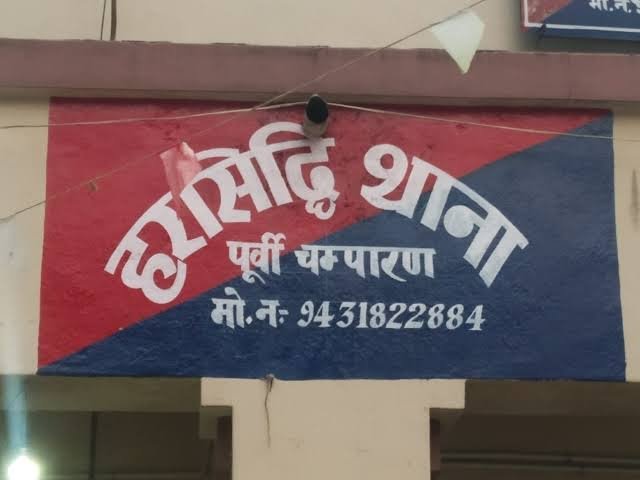 मो.न.
हरसिद्धि थाना
पूर्वी चम्पारण
मो.नः- 9431822884